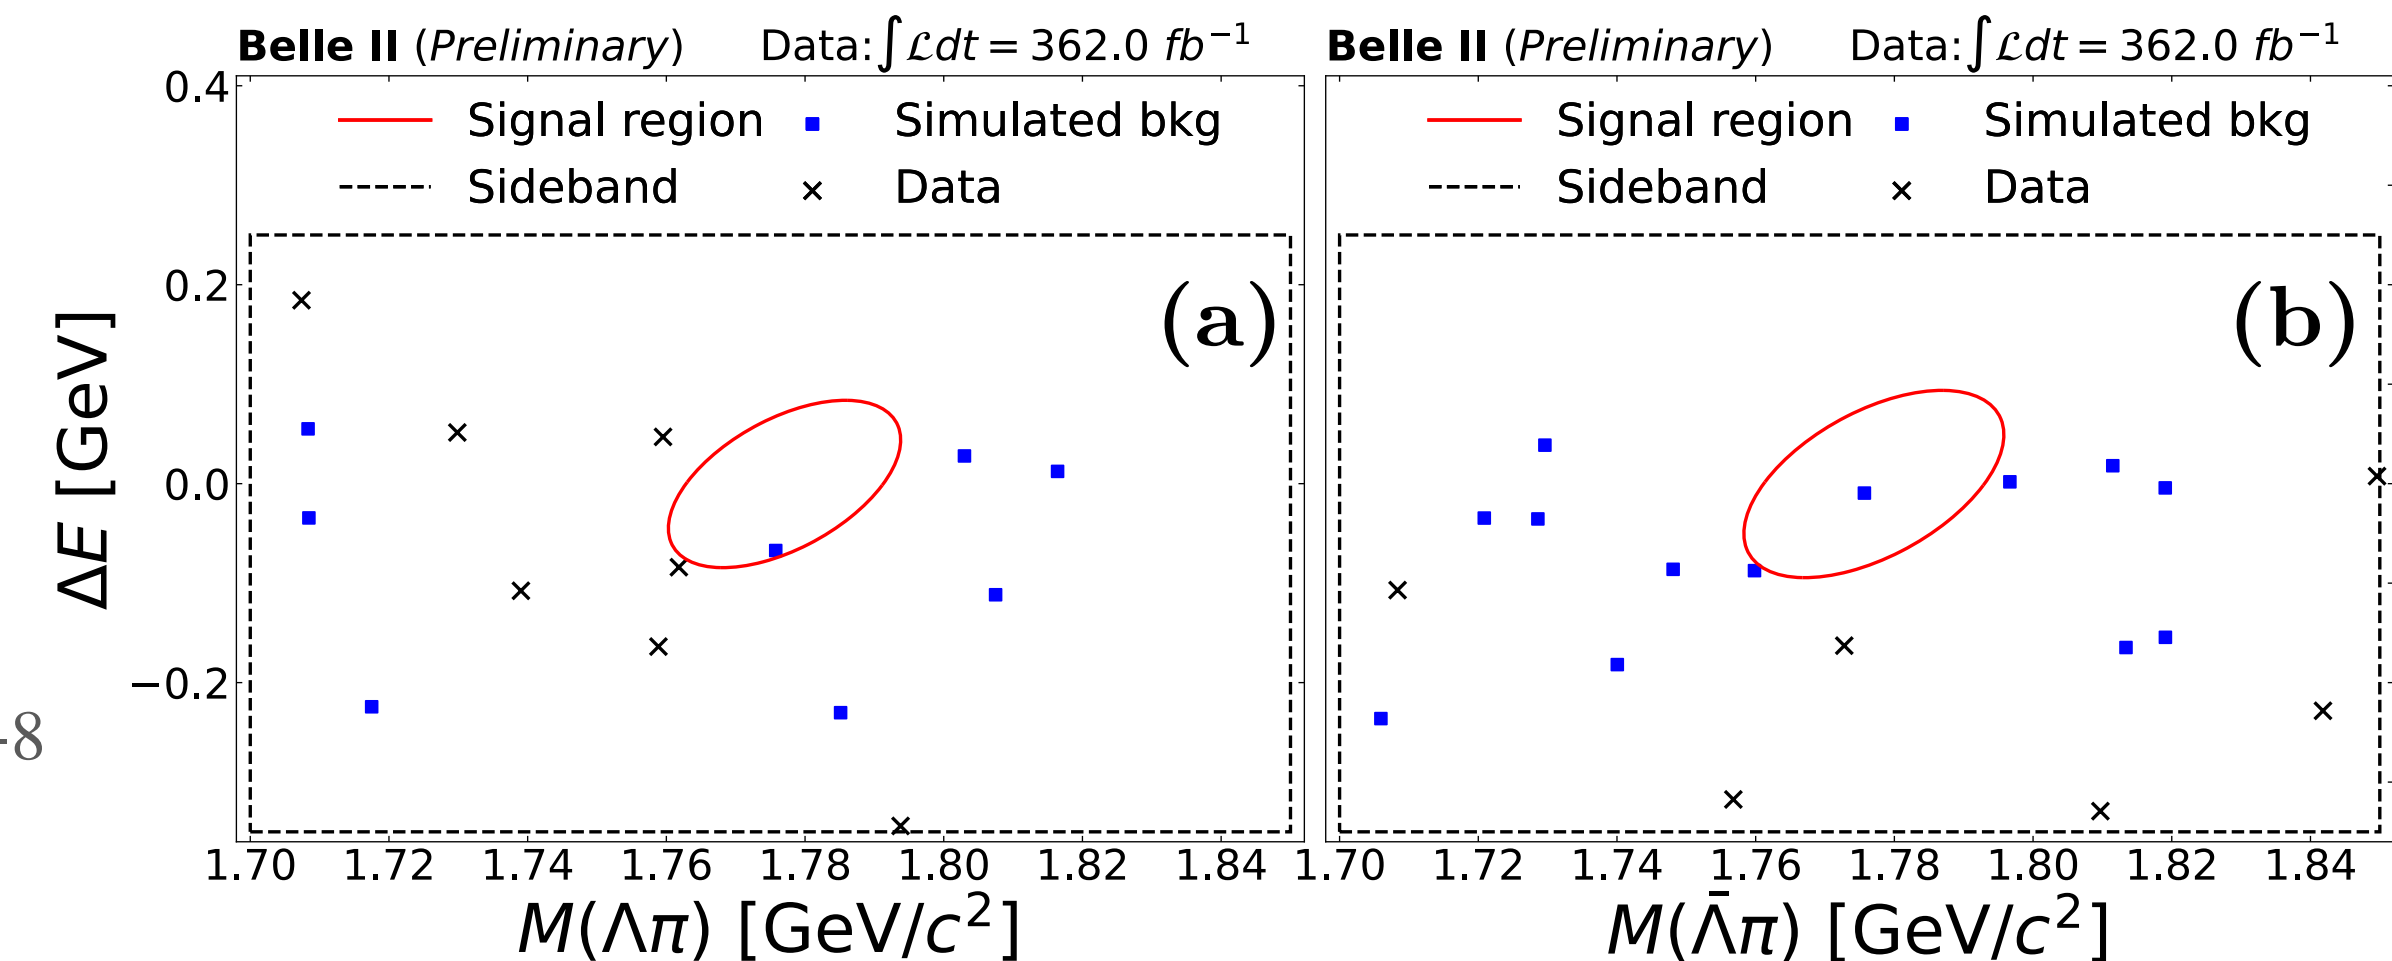 Belle II (Preliminary) Data: ∫ℒdt = 362.0 fb⁻¹
Signal region Simulated bkg
Sideband Data
0.4
0.2
0.0
−0.2
ΔE [GeV]
(a)
1.70 1.72 1.74 1.76 1.78 1.80 1.82 1.84
M(Λπ) [GeV/c²]
Belle II (Preliminary) Data: ∫ℒdt = 362.0 fb⁻¹
Signal region Simulated bkg
Sideband Data
(b)
1.70 1.72 1.74 1.76 1.78 1.80 1.82 1.84
M(Λ̄π) [GeV/c²]
-8